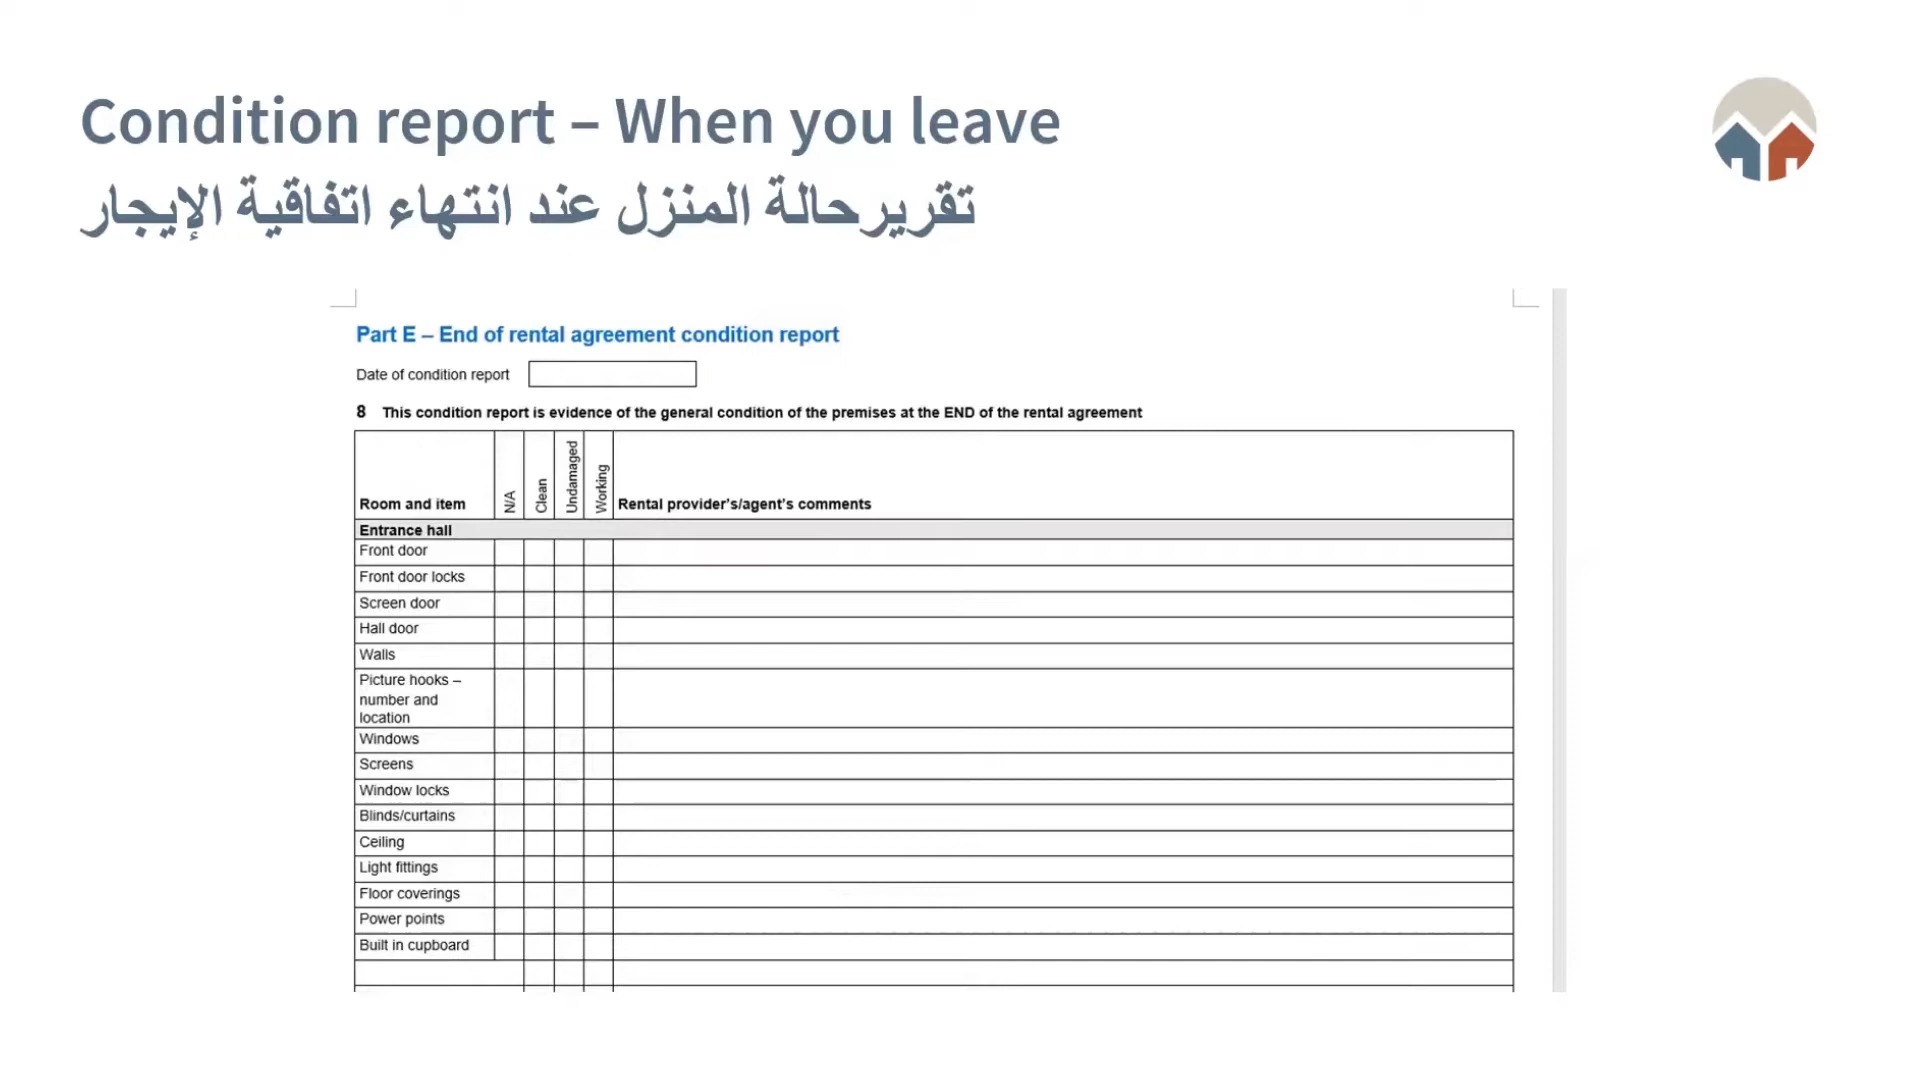 Condition report – When you leave
تقريرحالة المنزل عند انتهاء اتفاقية الإيجار
Part E – End of rental agreement condition report
Date of condition report
8 This condition report is evidence of the general condition of the premises at the END of the rental agreement
Room and item N/A Clean Undamaged Working Rental provider's/agent's comments
Entrance hall
Front door
Front door locks
Screen door
Hall door
Walls
Picture hooks –
number and
location
Windows
Screens
Window locks
Blinds/curtains
Ceiling
Light fittings
Floor coverings
Power points
Built in cupboard